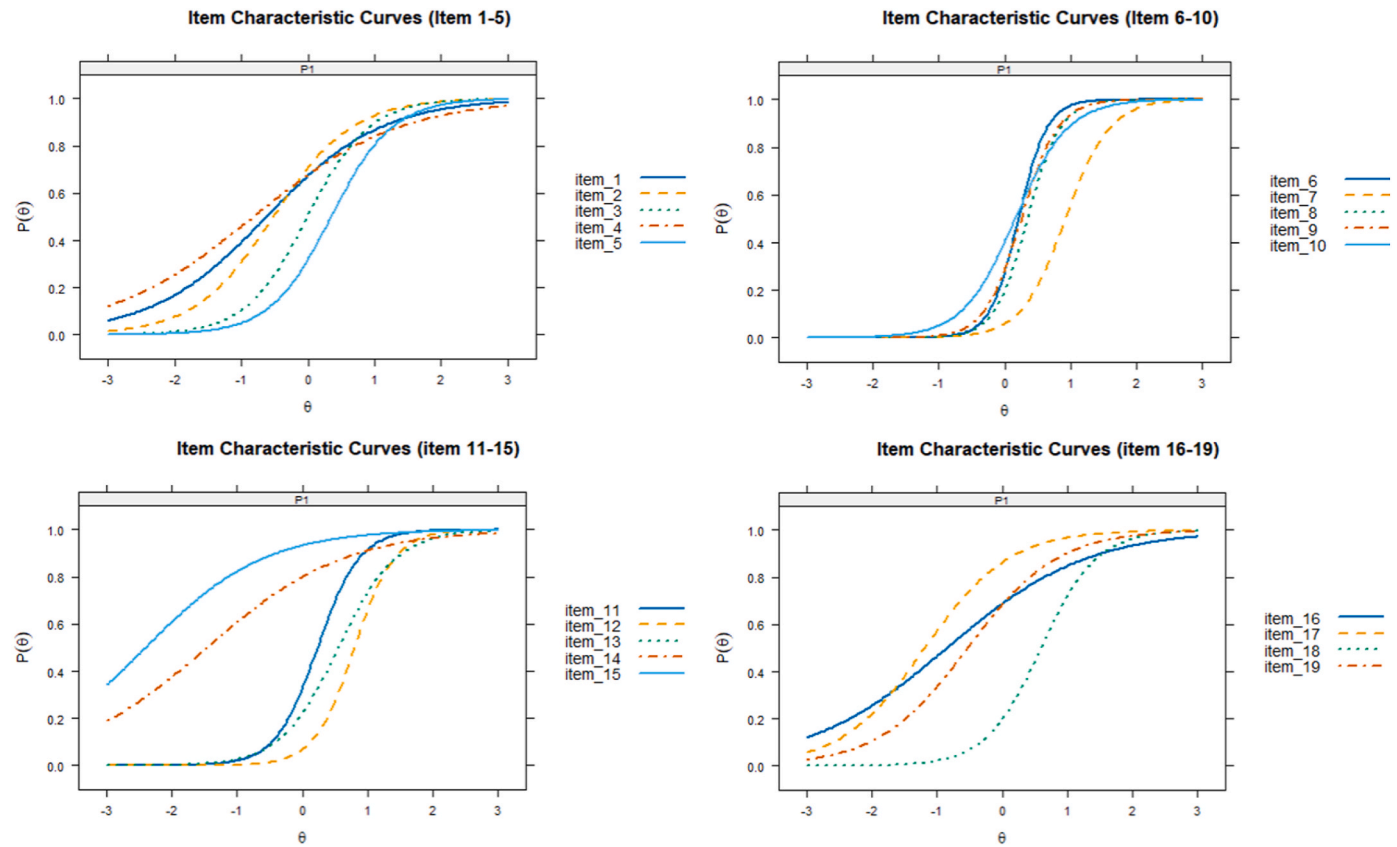 Item Characteristic Curves (Item 1-5)
P1
1.0
0.8
0.6
0.4
0.2
0.0
P(θ)
-3 -2 -1 0 1 2 3
θ
item_1
item_2
item_3
item_4
item_5
Item Characteristic Curves (Item 6-10)
P1
1.0
0.8
0.6
0.4
0.2
0.0
P(θ)
-3 -2 -1 0 1 2 3
θ
item_6
item_7
item_8
item_9
item_10
Item Characteristic Curves (item 11-15)
P1
1.0
0.8
0.6
0.4
0.2
0.0
P(θ)
-3 -2 -1 0 1 2 3
θ
item_11
item_12
item_13
item_14
item_15
Item Characteristic Curves (item 16-19)
P1
1.0
0.8
0.6
0.4
0.2
0.0
P(θ)
-3 -2 -1 0 1 2 3
θ
item_16
item_17
item_18
item_19